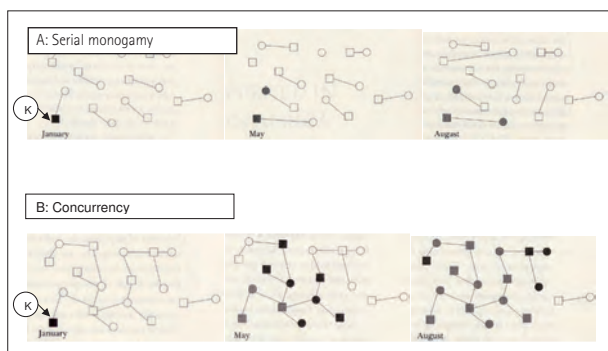 A: Serial monogamy
K
January
May
August
B: Concurrency
K
January
May
August